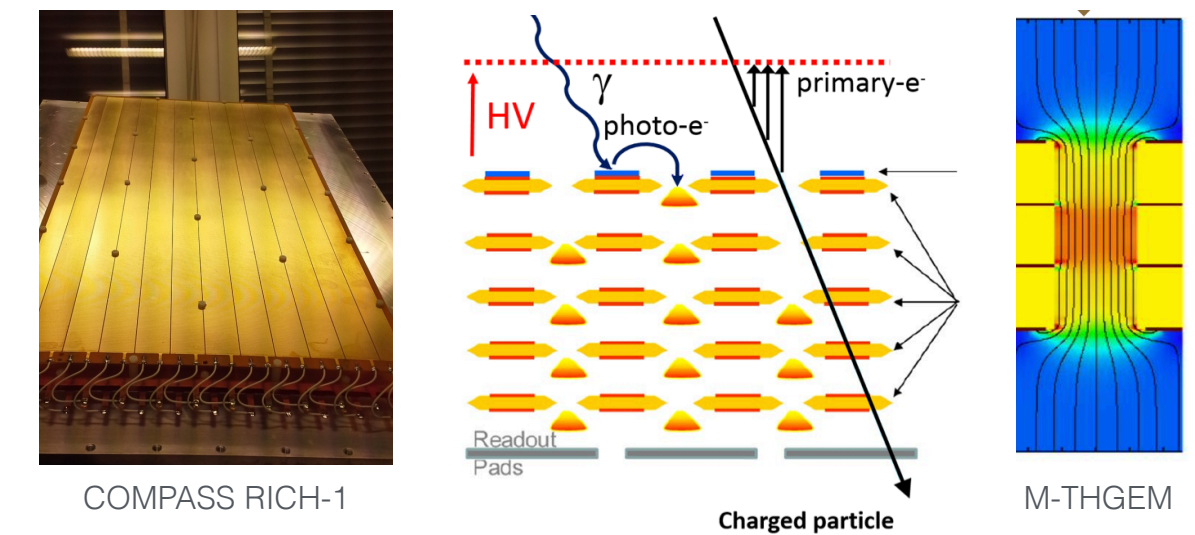 γ
primary-e⁻
HV
photo-e⁻
Readout
Pads
COMPASS RICH-1
M-THGEM
Charged particle